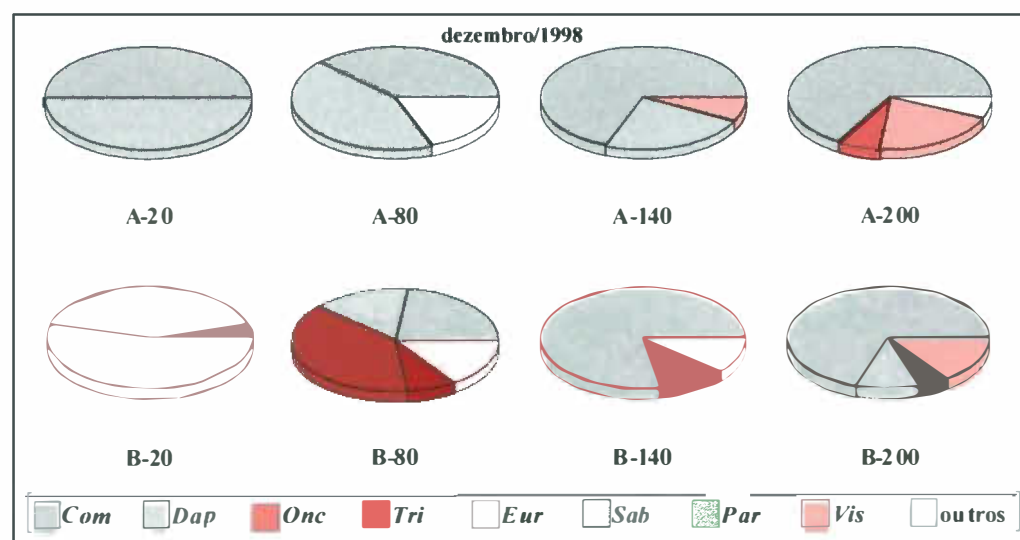 dezembro/1998
A-20 A-80 A-140 A-200
B-20 B-80 B-140 B-200
Com Dap Onc Tri Eur Sab Par Vis outros